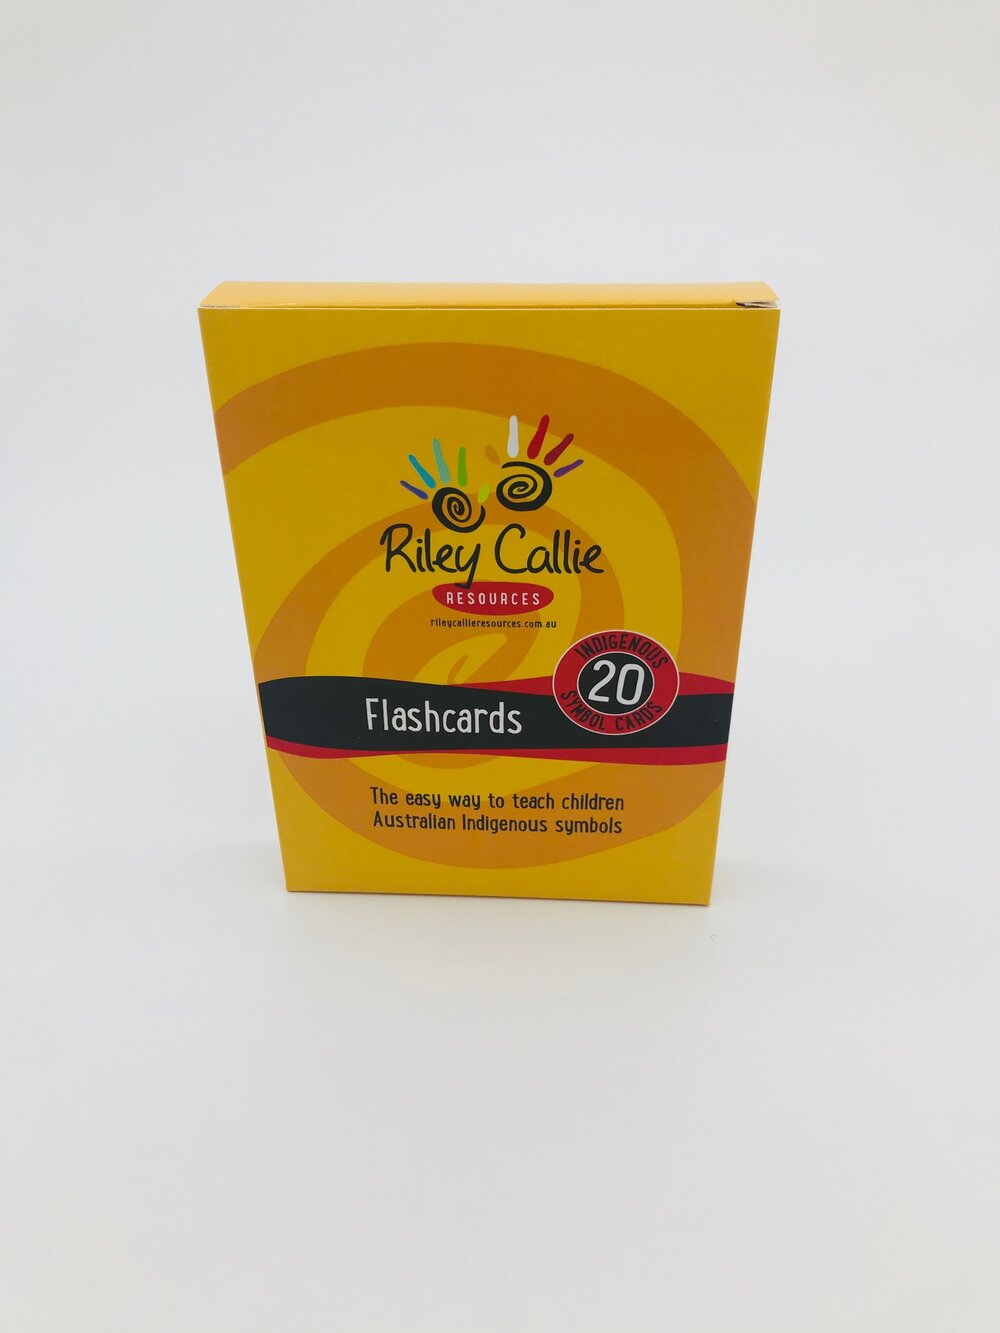 Riley Callie
RESOURCES
rileycallieresources.com.au
INDIGENOUS
20
SYMBOL CARDS
Flashcards
The easy way to teach children
Australian Indigenous symbols